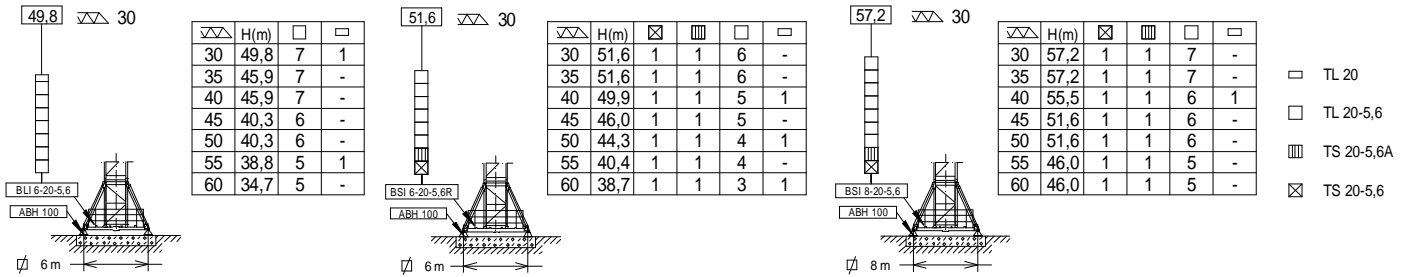 49,8 30
H(m)
30 49,8 7 1
35 45,9 7 -
40 45,9 7 -
45 40,3 6 -
50 40,3 6 -
55 38,8 5 1
60 34,7 5 -
BLI 6-20-5,6
ABH 100
6 m
51,6 30
H(m)
30 51,6 1 1 6 -
35 51,6 1 1 6 -
40 49,9 1 1 5 1
45 46,0 1 1 5 -
50 44,3 1 1 4 1
55 40,4 1 1 4 -
60 38,7 1 1 3 1
BSI 6-20-5,6R
ABH 100
6 m
57,2 30
H(m)
30 57,2 1 1 7 -
35 57,2 1 1 7 -
40 55,5 1 1 6 1
45 51,6 1 1 6 -
50 51,6 1 1 6 -
55 46,0 1 1 5 -
60 46,0 1 1 5 -
BSI 8-20-5,6
ABH 100
8 m
TL 20
TL 20-5,6
TS 20-5,6A
TS 20-5,6